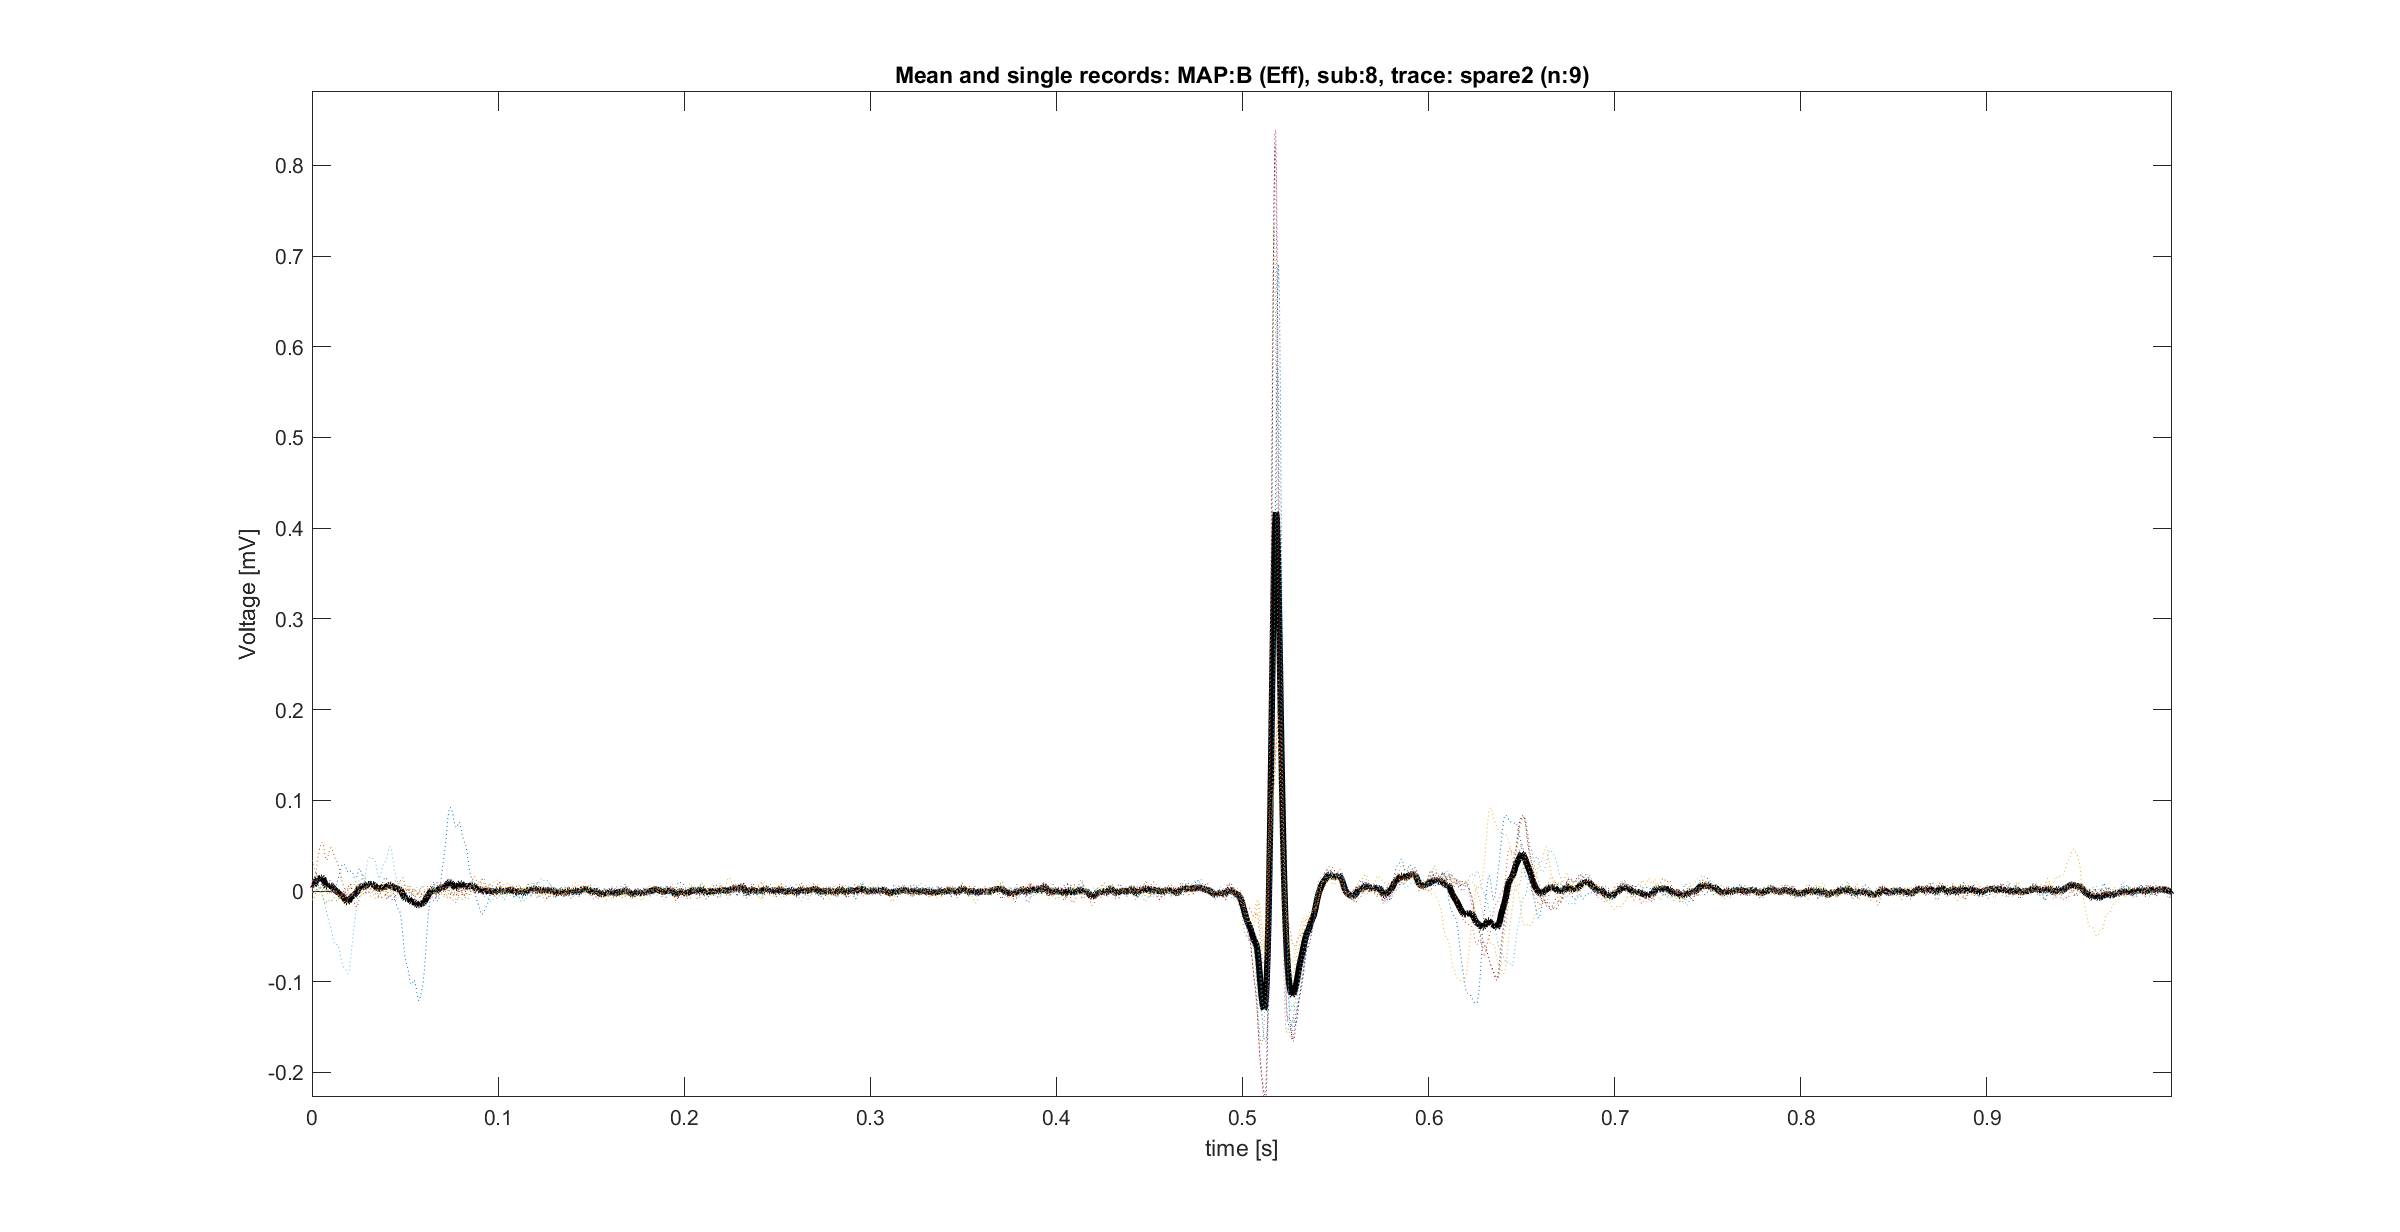 Mean and single records: MAP:B (Eff), sub:8, trace: spare2 (n:9)
0.8
0.7
0.6
0.5
0.4
0.3
0.2
0.1
0
-0.1
-0.2
Voltage [mV]
0 0.1 0.2 0.3 0.4 0.5 0.6 0.7 0.8 0.9
time [s]